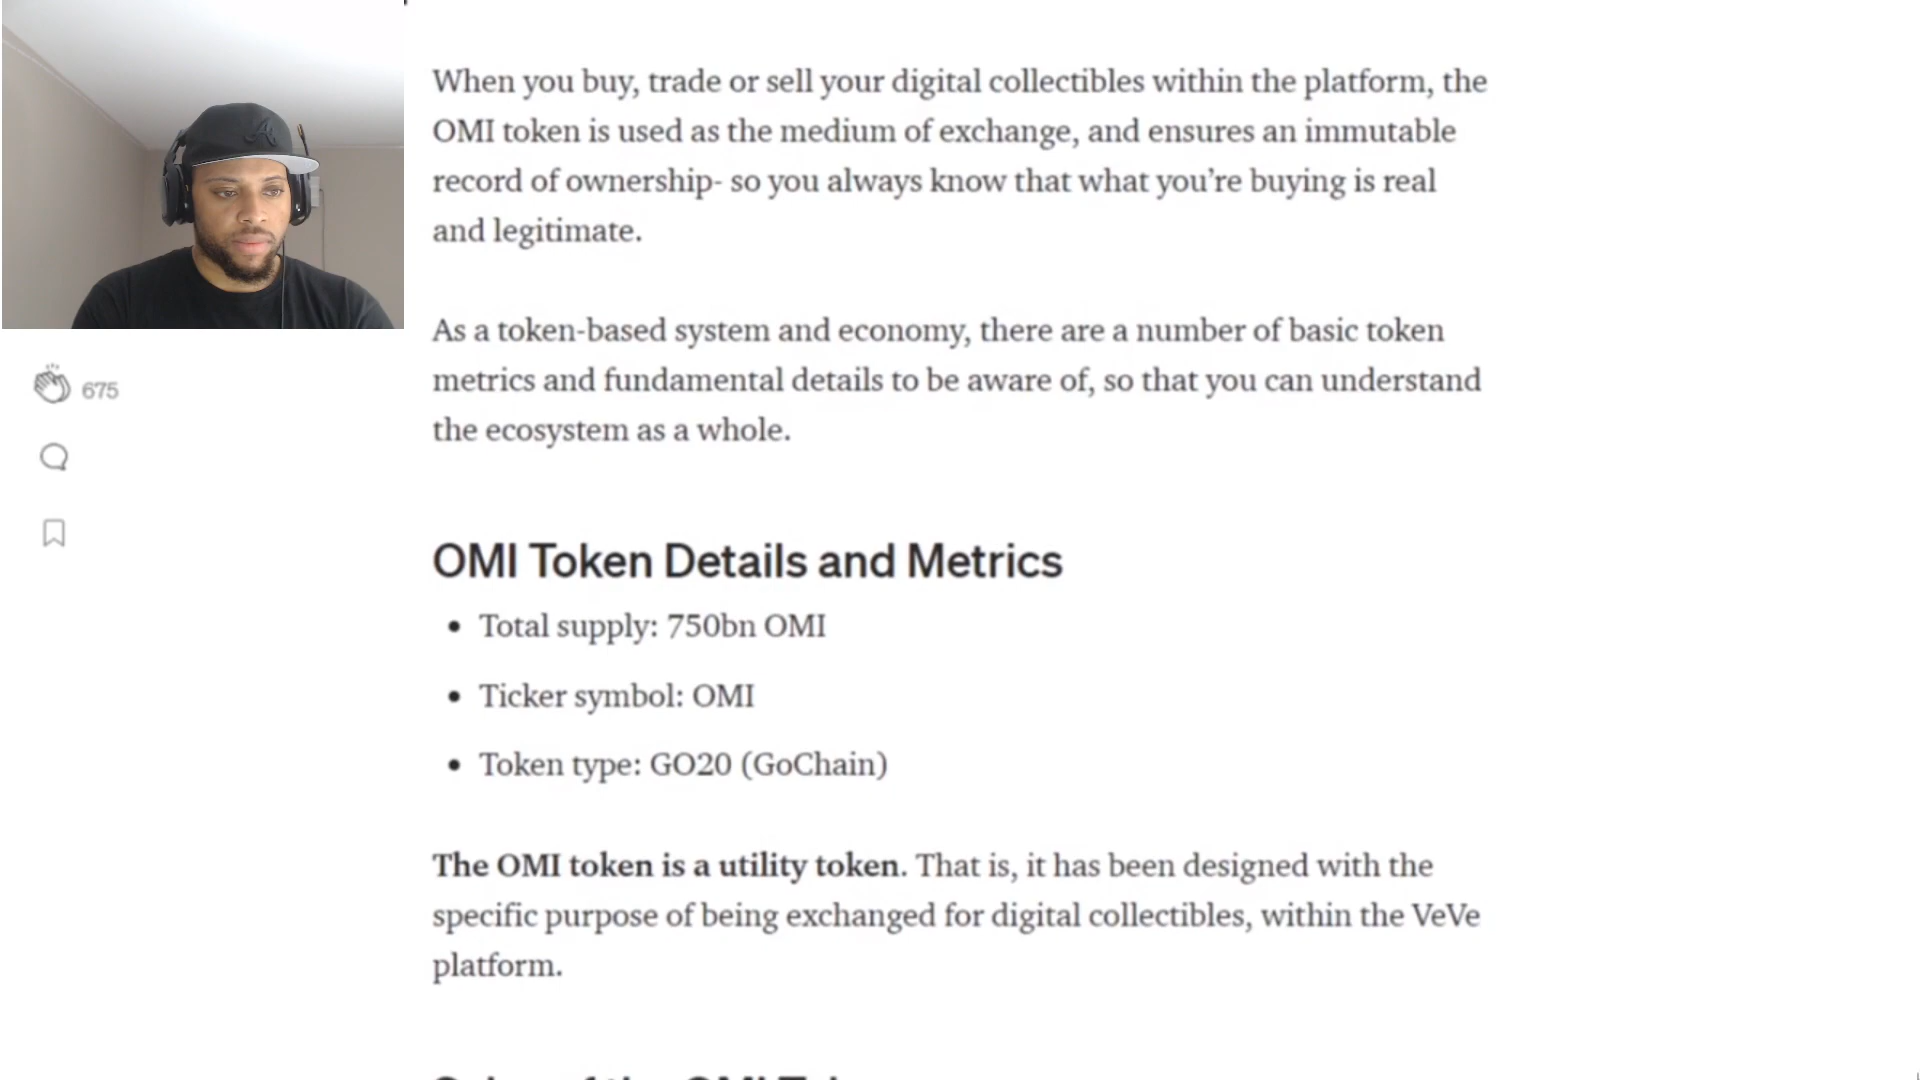 When you buy, trade or sell your digital collectibles within the platform, the
OMI token is used as the medium of exchange, and ensures an immutable
record of ownership- so you always know that what you’re buying is real
and legitimate.
As a token-based system and economy, there are a number of basic token
metrics and fundamental details to be aware of, so that you can understand
the ecosystem as a whole.
675
OMI Token Details and Metrics
• Total supply: 750bn OMI
• Ticker symbol: OMI
• Token type: GO20 (GoChain)
The OMI token is a utility token. That is, it has been designed with the
specific purpose of being exchanged for digital collectibles, within the VeVe
platform.